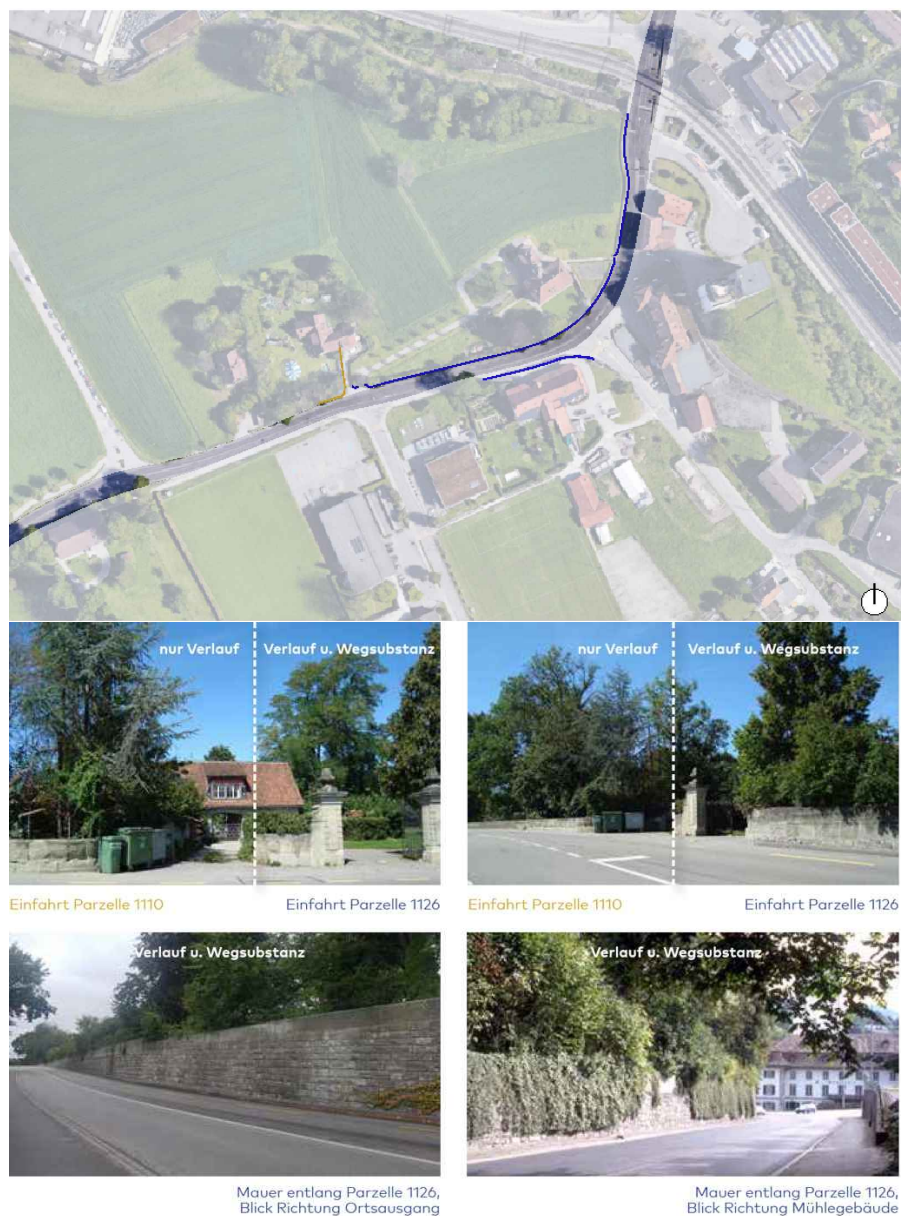 nur Verlauf
Verlauf u. Wegsubstanz
nur Verlauf
Verlauf u. Wegsubstanz
Einfahrt Parzelle 1110
Einfahrt Parzelle 1126
Einfahrt Parzelle 1110
Einfahrt Parzelle 1126
Verlauf u. Wegsubstanz
Verlauf u. Wegsubstanz
Mauer entlang Parzelle 1126,
Blick Richtung Ortsausgang
Mauer entlang Parzelle 1126,
Blick Richtung Mühlegebäude